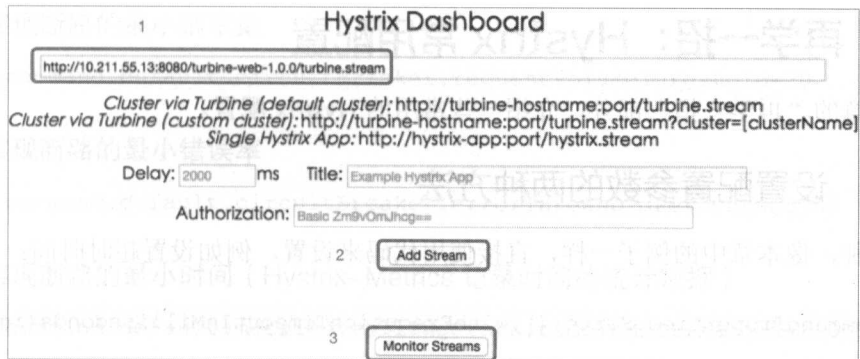 Hystrix Dashboard
1
http://10.211.55.13:8080/turbine-web-1.0.0/turbine.stream
Cluster via Turbine (default cluster): http://turbine-hostname:port/turbine.stream
Cluster via Turbine (custom cluster): http://turbine-hostname:port/turbine.stream?cluster=[clusterName]
Single Hystrix App: http://hystrix-app:port/hystrix.stream
Delay: 2000 ms Title: Example Hystrix App
Authorization: Basic Zm9vOmJhcg==
2 Add Stream
3 Monitor Streams